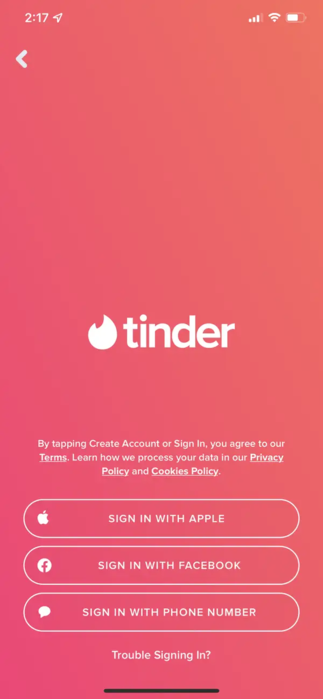 2:17
tinder
By tapping Create Account or Sign In, you agree to our
Terms. Learn how we process your data in our Privacy
Policy and Cookies Policy.
SIGN IN WITH APPLE
SIGN IN WITH FACEBOOK
SIGN IN WITH PHONE NUMBER
Trouble Signing In?